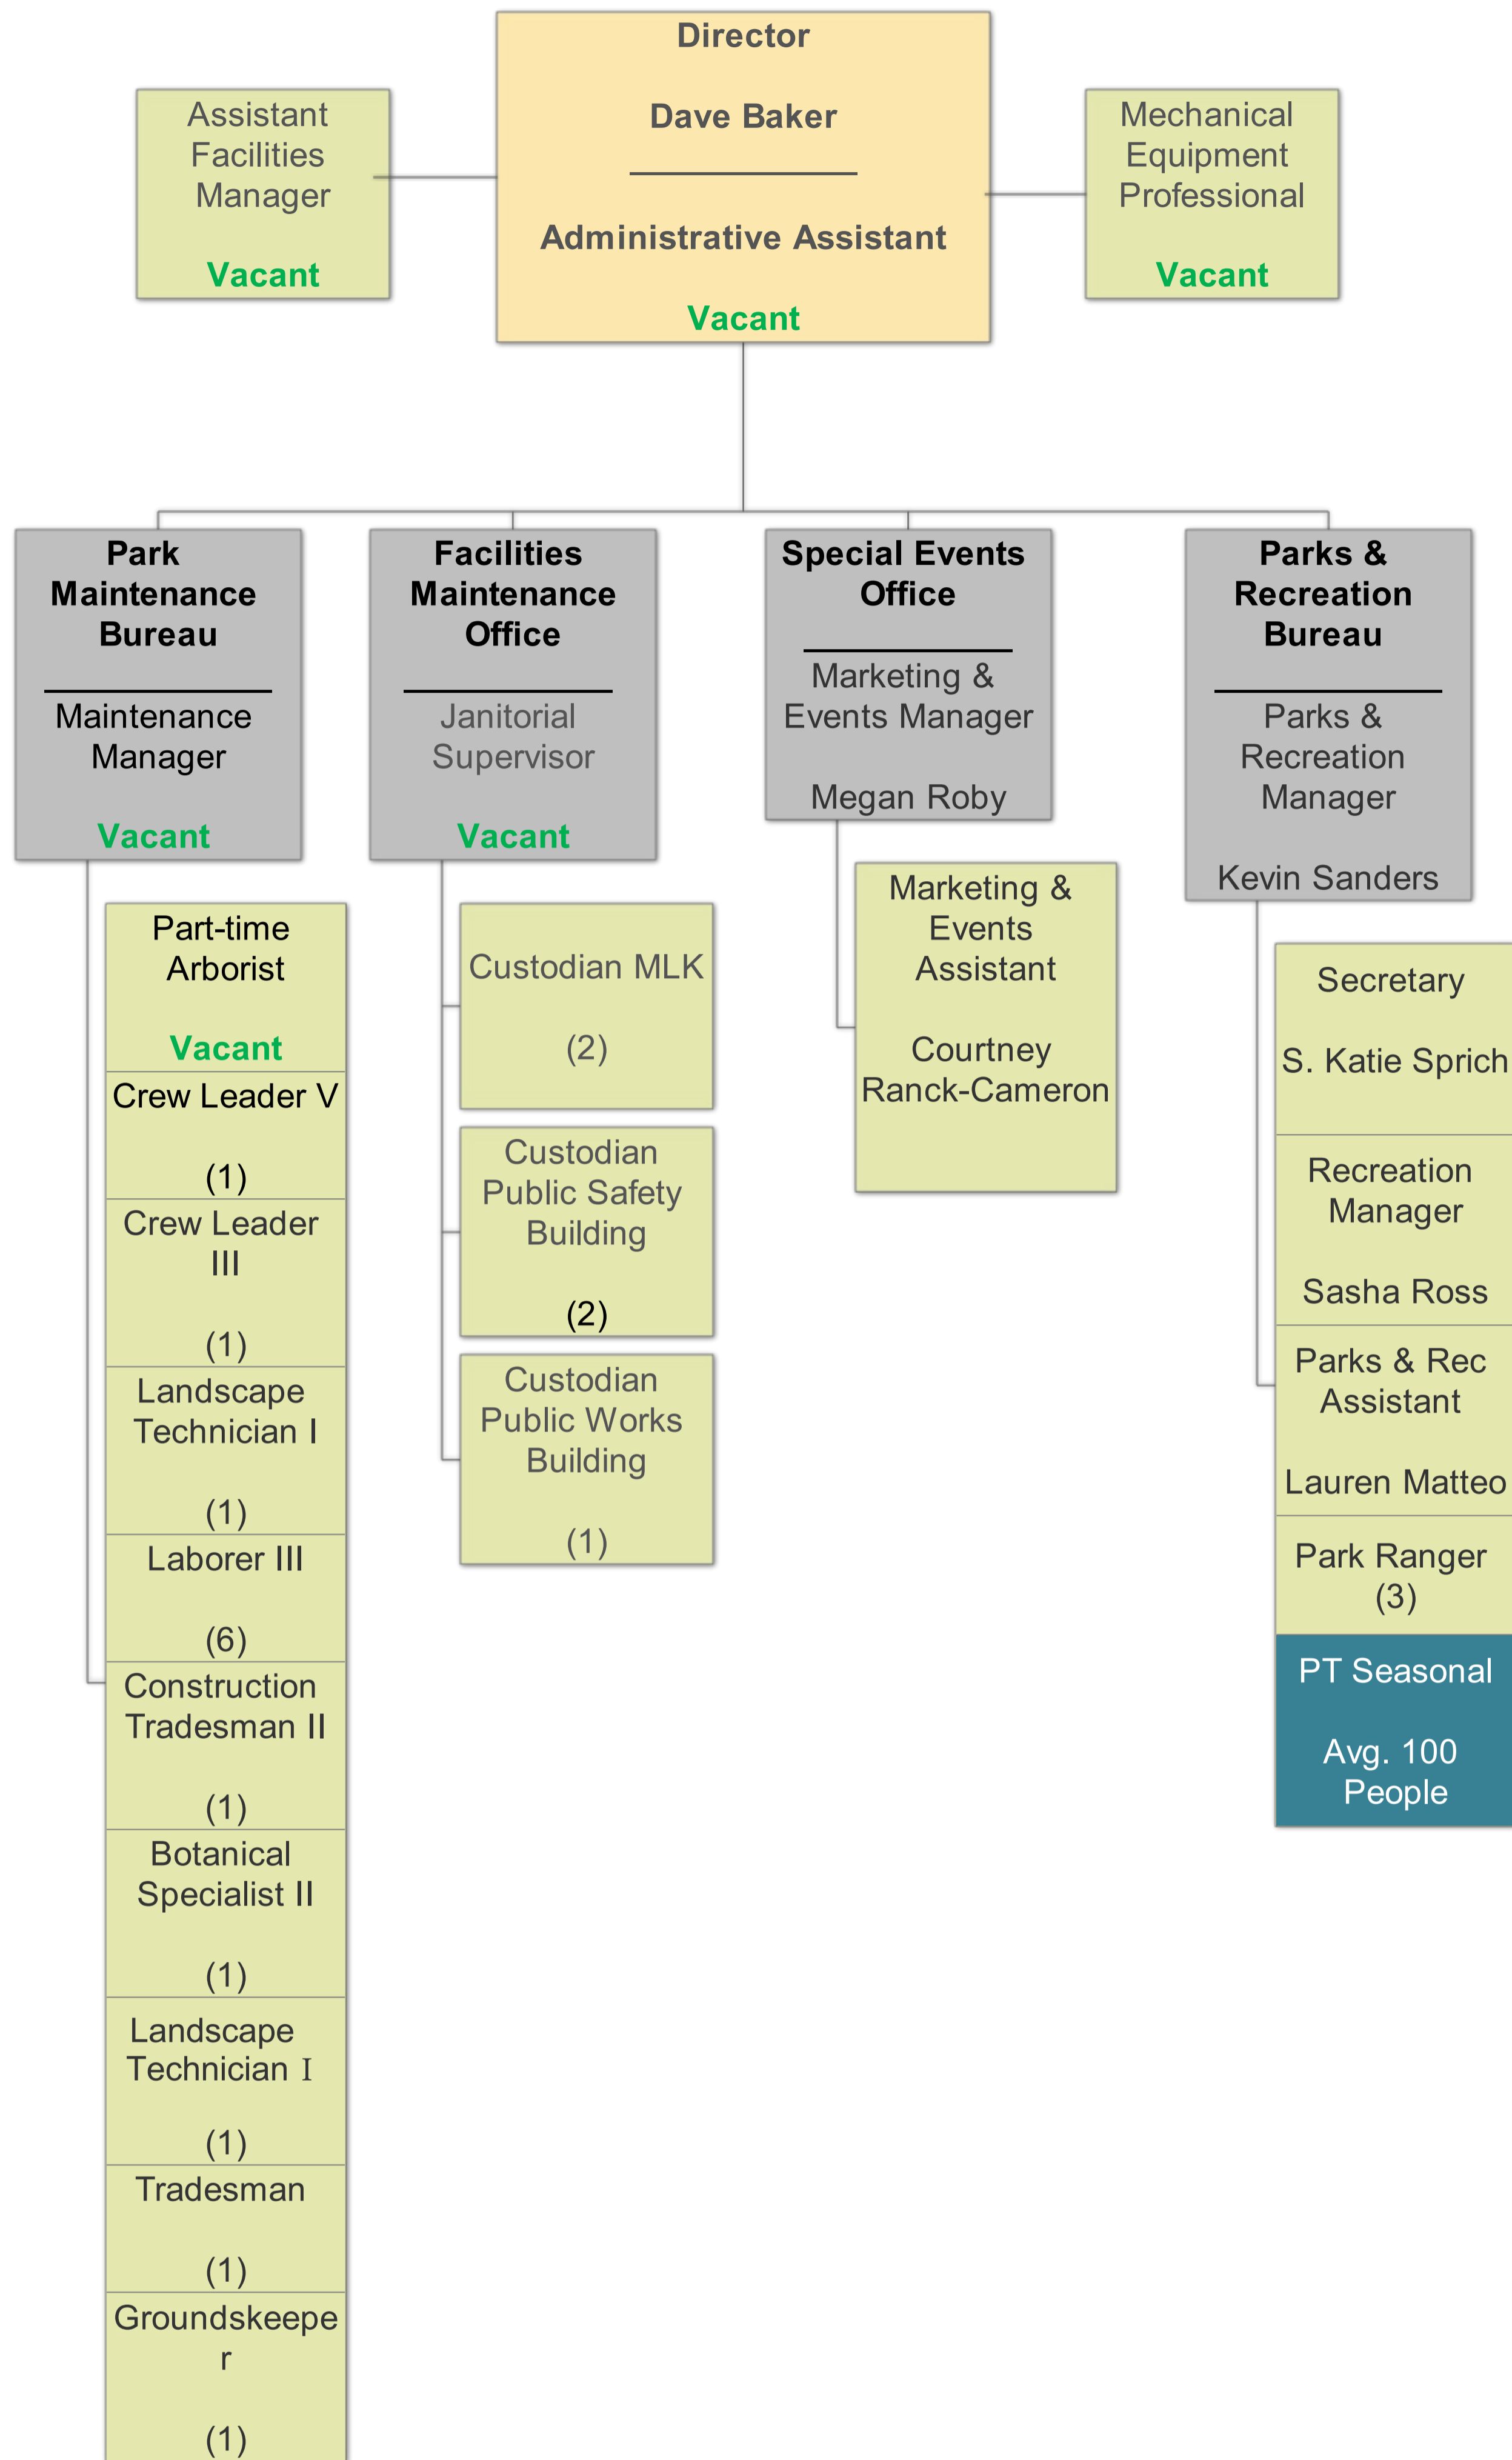 Director
Dave Baker
Administrative Assistant
Vacant
Assistant
Facilities
Manager
Vacant
Mechanical
Equipment
Professional
Vacant
Park
Maintenance
Bureau
Maintenance
Manager
Vacant
Part-time
Arborist
Vacant
Crew Leader V
(1)
Crew Leader
III
(1)
Landscape
Technician I
(1)
Laborer III
(6)
Construction
Tradesman II
(1)
Botanical
Specialist II
(1)
Landscape
Technician I
(1)
Tradesman
(1)
Groundskeepe
r
(1)
Facilities
Maintenance
Office
Janitorial
Supervisor
Vacant
Custodian MLK
(2)
Custodian
Public Safety
Building
(2)
Custodian
Public Works
Building
(1)
Special Events
Office
Marketing &
Events Manager
Megan Roby
Marketing &
Events
Assistant
Courtney
Ranck-Cameron
Parks &
Recreation
Bureau
Parks &
Recreation
Manager
Kevin Sanders
Secretary
S. Katie Sprich
Recreation
Manager
Sasha Ross
Parks & Rec
Assistant
Lauren Matteo
Park Ranger
(3)
PT Seasonal
Avg. 100
People